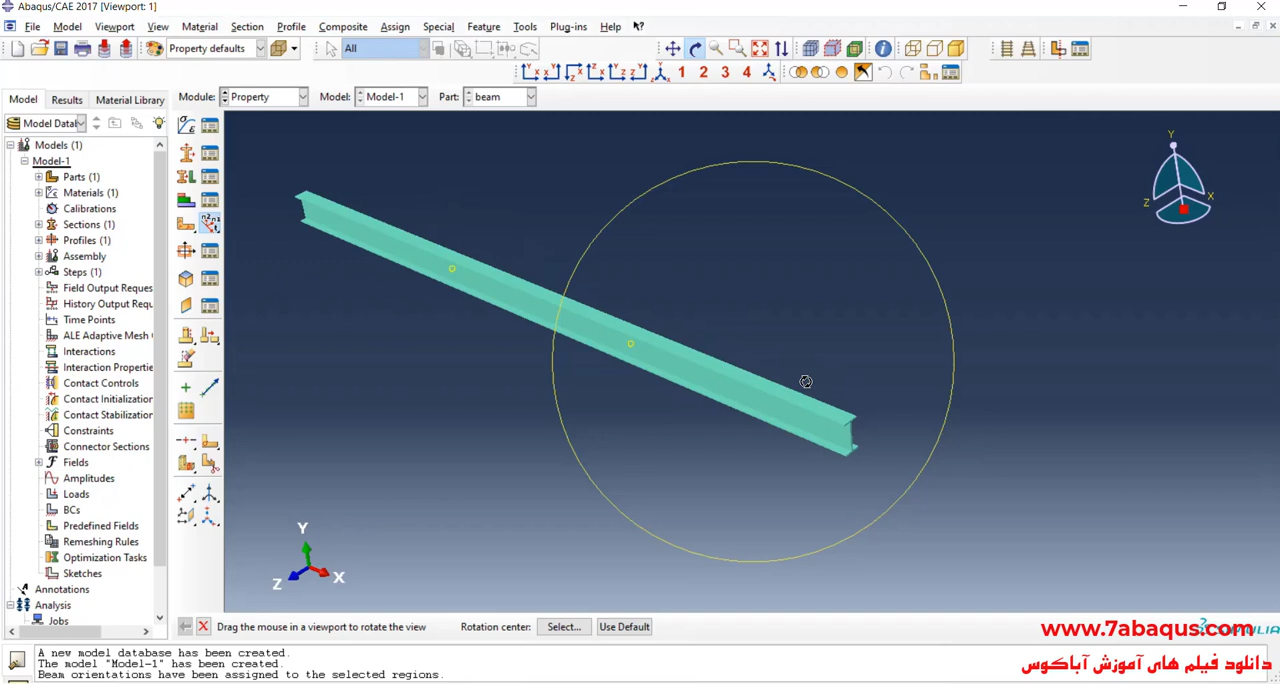 Abaqus/CAE 2017 [Viewport: 1]
File Model Viewport View Material Section Profile Composite Assign Special Feature Tools Plug-ins Help
Property defaults All
1 2 3 4
Model Results Material Library Module: Property Model: Model-1 Part: beam
Model Datal
Models (1)
Model-1
Parts (1)
Materials (1)
Calibrations
Sections (1)
Profiles (1)
Assembly
Steps (1)
Field Output Reques
History Output Requ
Time Points
ALE Adaptive Mesh
Interactions
Interaction Propertie
Contact Controls
Contact Initialization
Contact Stabilization
Constraints
Connector Sections
Fields
Amplitudes
Loads
BCs
Predefined Fields
Remeshing Rules
Optimization Tasks
Sketches
Annotations
Analysis
Jobs
Y
Z X
Y
Z X
Drag the mouse in a viewport to rotate the view Rotation center: Select... Use Default
www.7abaqus.com
دانلود فیلم های آموزش آباکوس
A new model database has been created.
The model "Model-1" has been created.
Beam orientations have been assigned to the selected regions.